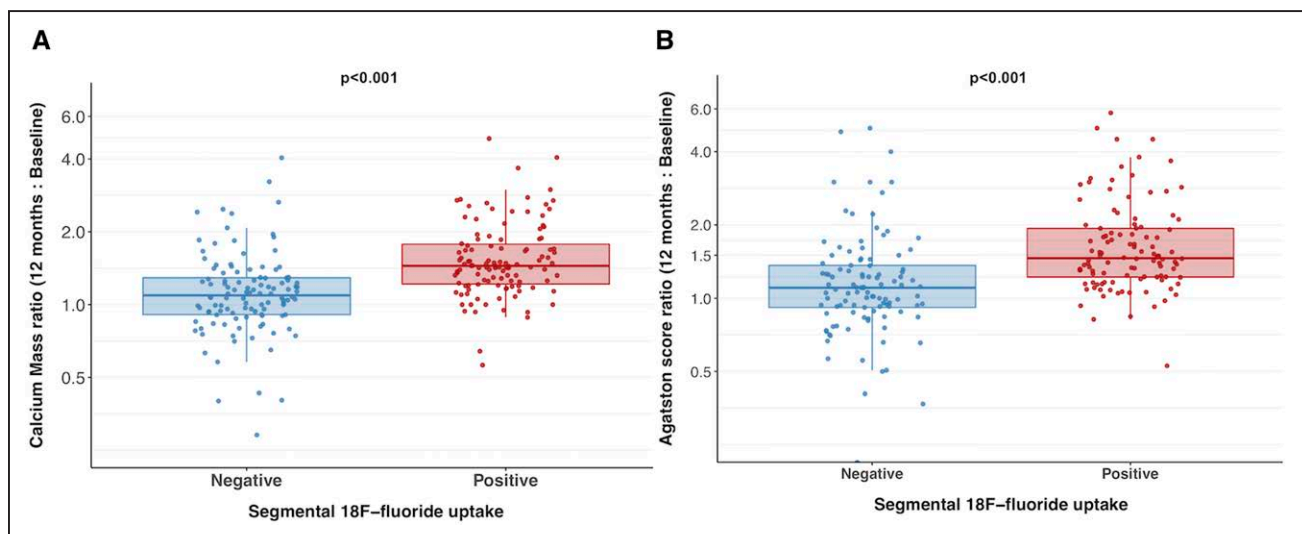 A
p<0.001
Calcium Mass ratio (12 months : Baseline)
6.0
4.0
2.0
1.0
0.5
Negative
Positive
Segmental 18F–fluoride uptake
B
p<0.001
Agatston score ratio (12 months : Baseline)
6.0
4.0
2.0
1.5
1.0
0.5
Negative
Positive
Segmental 18F–fluoride uptake